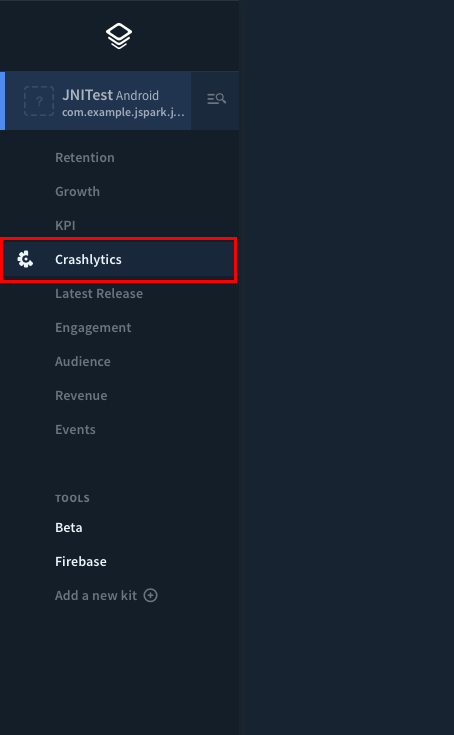 ?
JNITest Android
com.example.jspark.j...
Retention
Growth
KPI
Crashlytics
Latest Release
Engagement
Audience
Revenue
Events
TOOLS
Beta
Firebase
Add a new kit